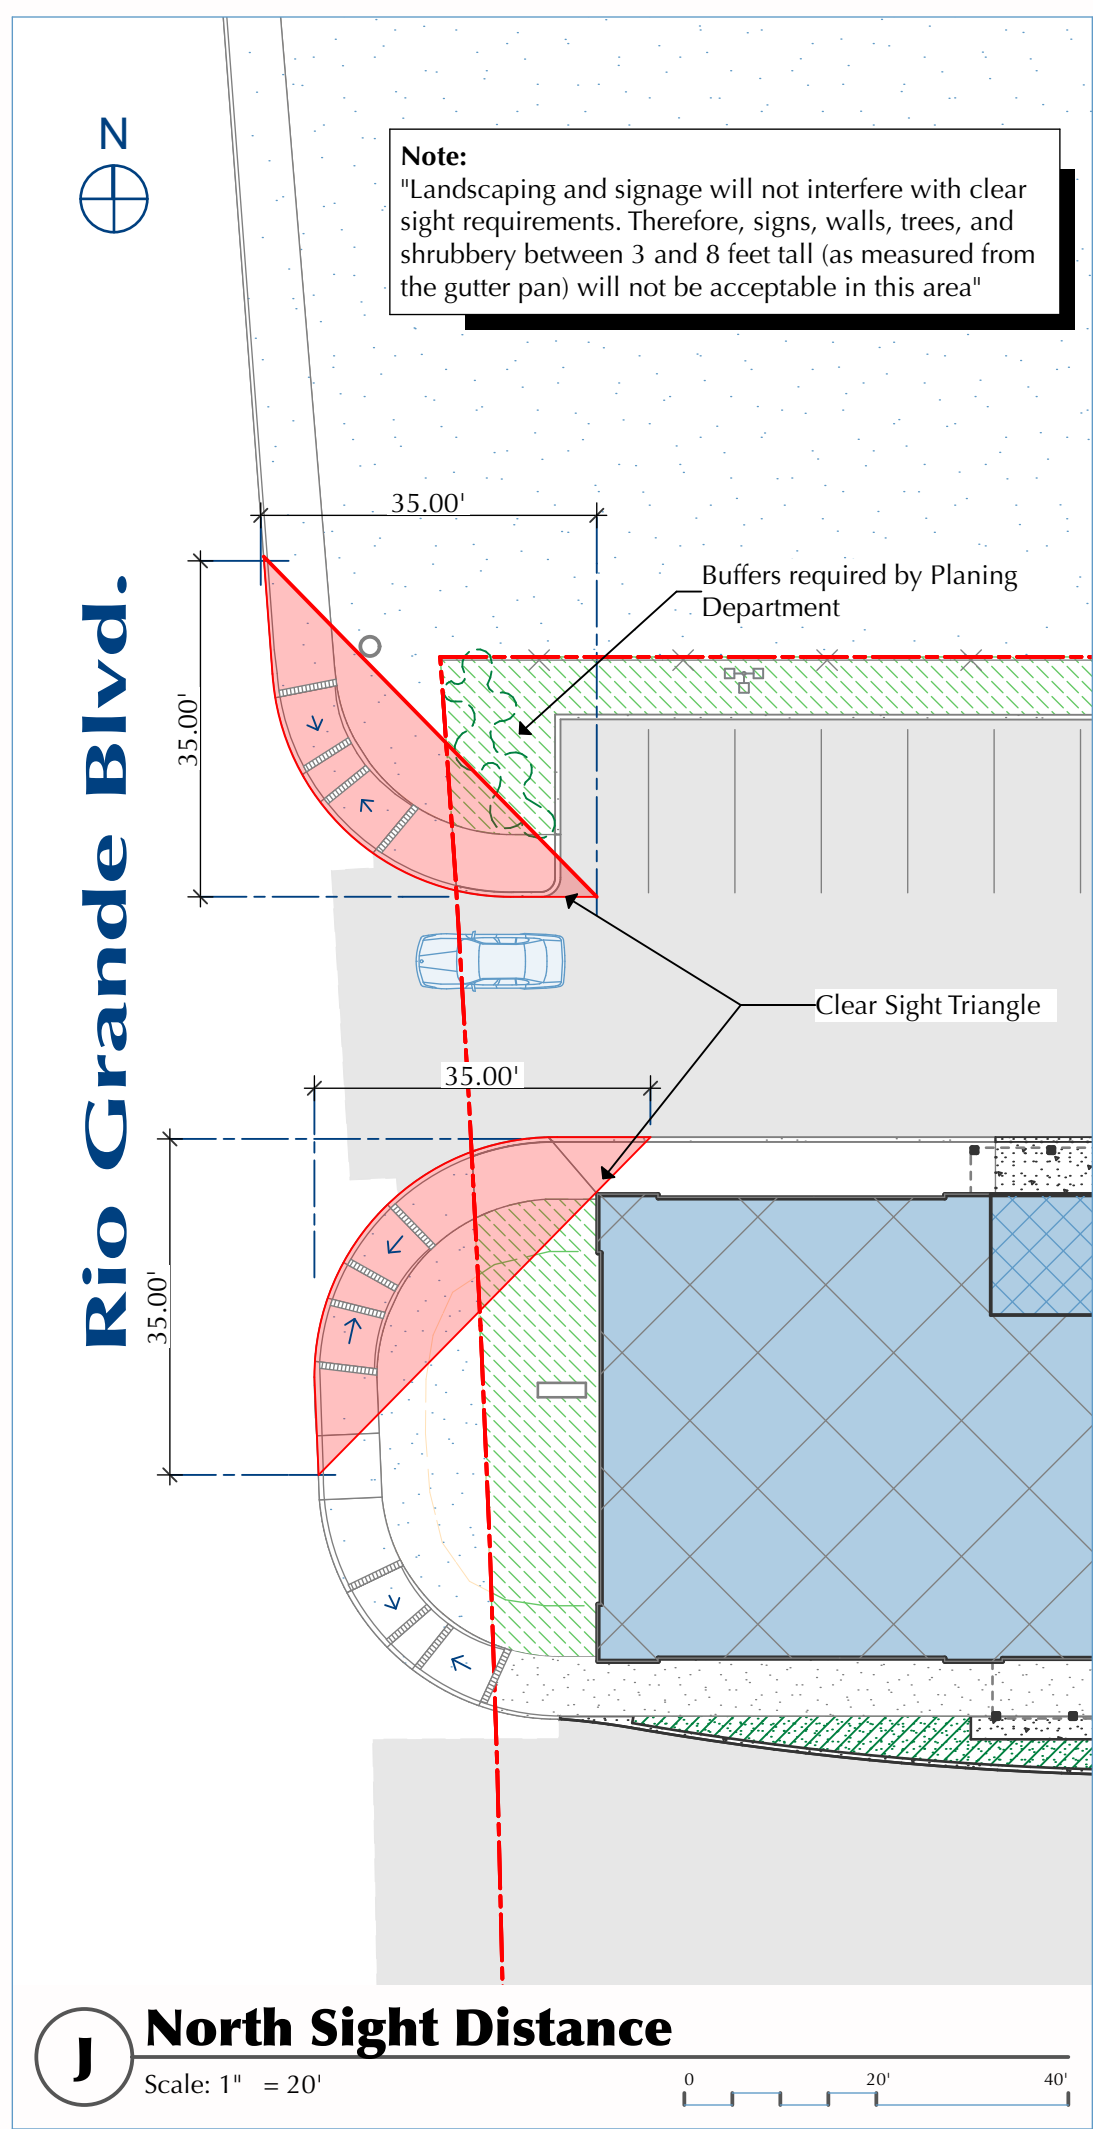 N
Note:
"Landscaping and signage will not interfere with clear
sight requirements. Therefore, signs, walls, trees, and
shrubbery between 3 and 8 feet tall (as measured from
the gutter pan) will not be acceptable in this area"
35.00'
Buffers required by Planing
Department
35.00'
Rio Grande Blvd.
Clear Sight Triangle
35.00'
35.00'
J
North Sight Distance
Scale: 1" = 20'
0 20' 40'